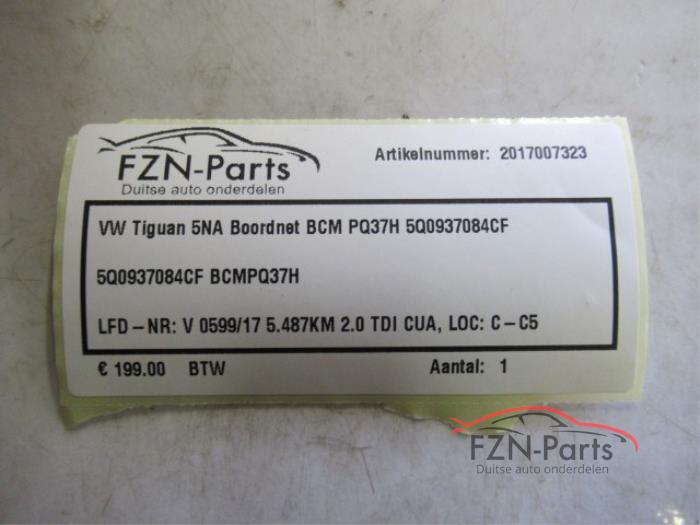 FZN-Parts
Duitse auto onderdelen
Artikelnummer: 2017007323
VW Tiguan 5NA Boordnet BCM PQ37H 5Q0937084CF
5Q0937084CF BCMPQ37H
LFD-NR: V 0599/17 5.487KM 2.0 TDI CUA, LOC: C-C5
€ 199.00 BTW
Aantal: 1
FZN-Parts
Duitse auto onderdelen